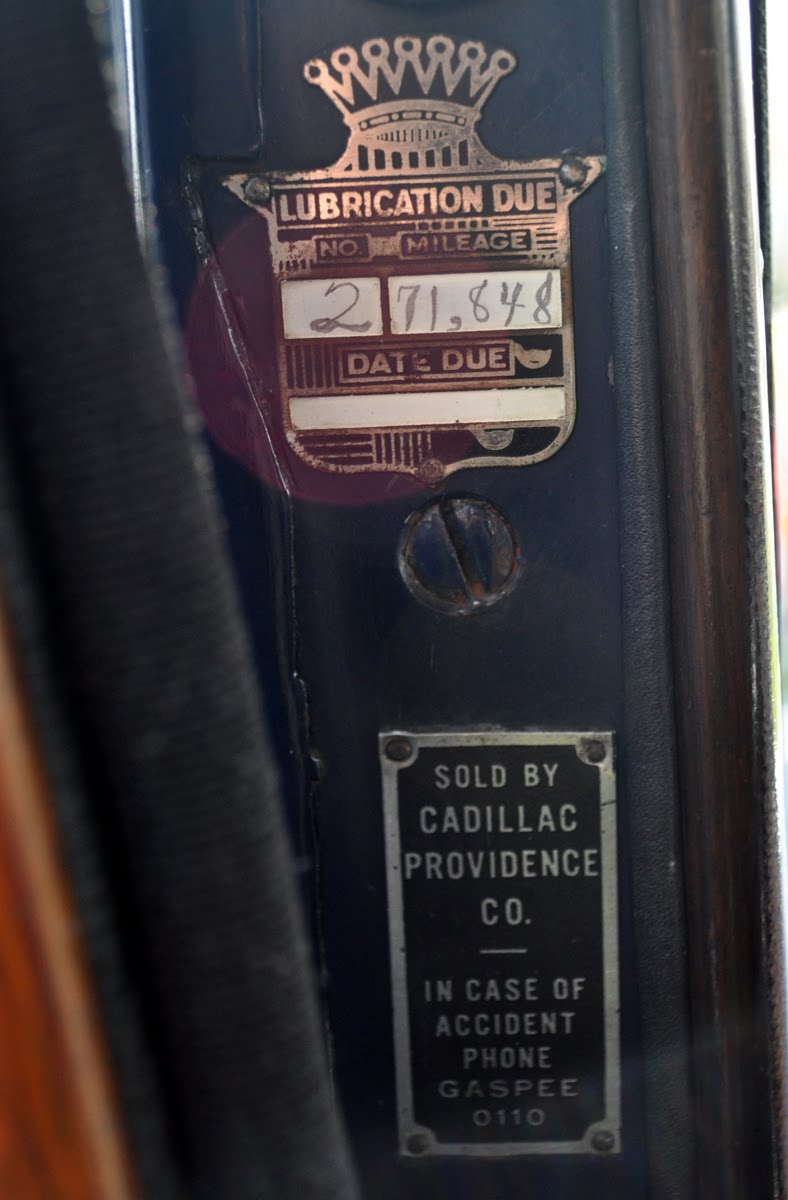 LUBRICATION DUE
NO. MILEAGE
2 71,848
DATE DUE
SOLD BY
CADILLAC
PROVIDENCE
CO.
IN CASE OF
ACCIDENT
PHONE
GASPEE
0110